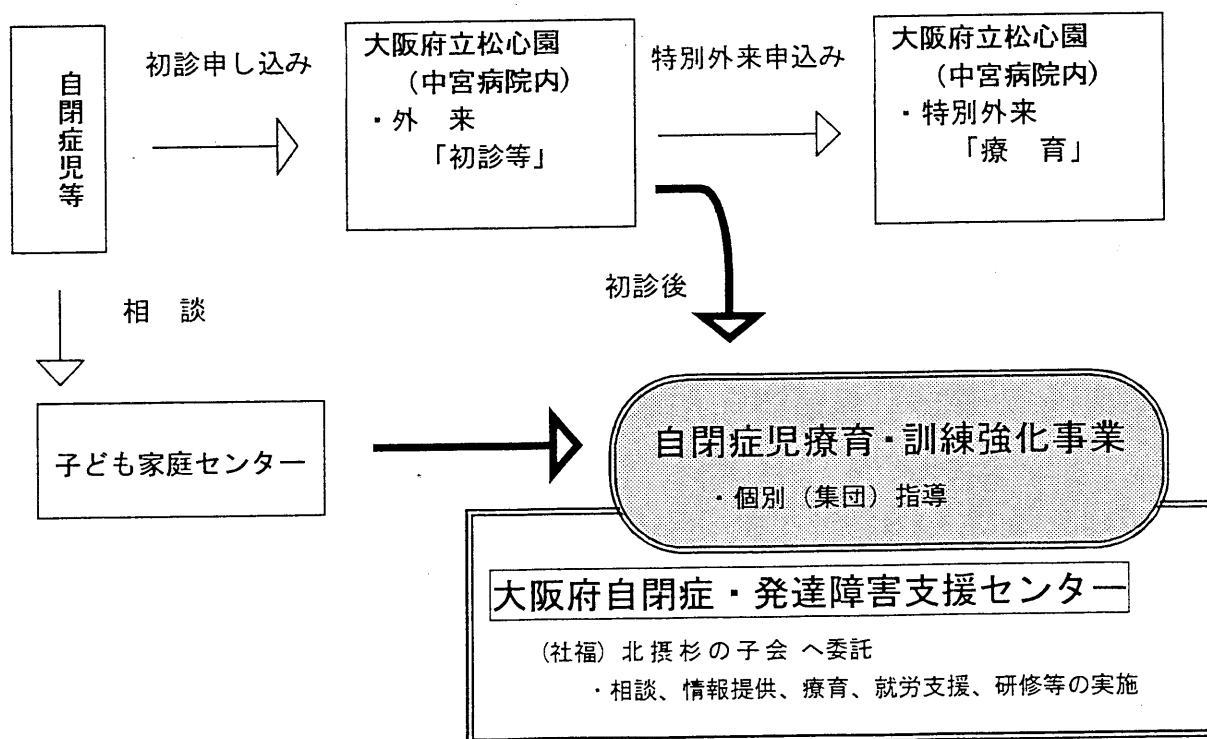 自閉症児等
初診申し込み
大阪府立松心園
(中宮病院内)
・外　来
「初診等」
特別外来申込み
大阪府立松心園
(中宮病院内)
・特別外来
「療　育」
初診後
相　談
子ども家庭センター
自閉症児療育・訓練強化事業
・個別（集団）指導
大阪府自閉症・発達障害支援センター
（社福）北摂杉の子会 へ委託
・相談、情報提供、療育、就労支援、研修等の実施